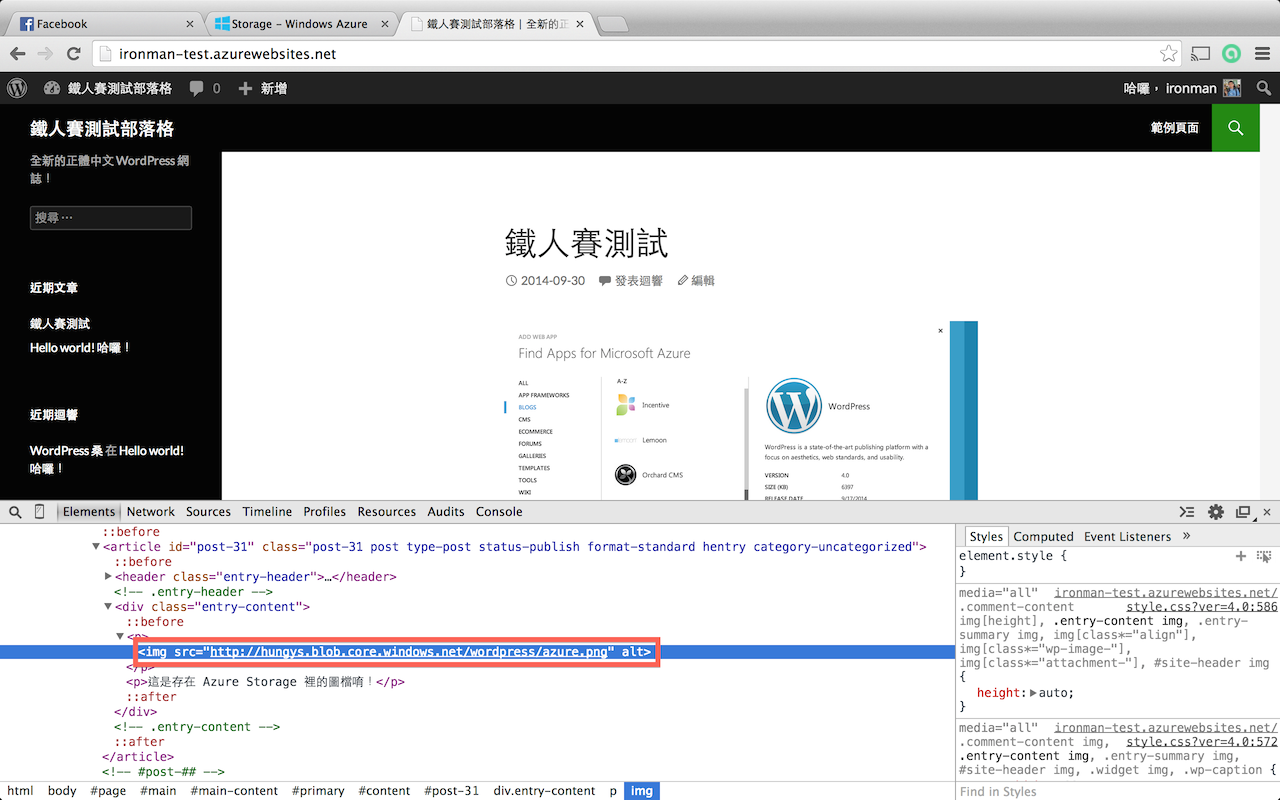 Facebook
Storage - Windows Azure
鐵人賽測試部落格 | 全新的正
ironman-test.azurewebsites.net
鐵人賽測試部落格 0 新增
哈囉， ironman
鐵人賽測試部落格
範例頁面
全新的正體中文 WordPress 網
誌！
搜尋 …
近期文章
鐵人賽測試
Hello world! 哈囉！
近期迴響
WordPress 桑 在 Hello world!
哈囉！
鐵人賽測試
2014-09-30 發表迴響 編輯
ADD WEB APP
Find Apps for Microsoft Azure
ALL
APP FRAMEWORKS
BLOGS
CMS
ECOMMERCE
FORUMS
GALLERIES
TEMPLATES
TOOLS
WIKI
A-Z
Incentive
Lemoon
Orchard CMS
WordPress
WordPress is a state-of-the-art publishing platform with a
focus on aesthetics, web standards, and usability.
VERSION 4.0
SIZE (KB) 6397
RELEASE DATE 9/17/2014
Elements Network Sources Timeline Profiles Resources Audits Console
::before
<article id="post-31" class="post-31 post type-post status-publish format-standard hentry category-uncategorized">
::before
<header class="entry-header">…</header>
<!-- .entry-header -->
<div class="entry-content">
::before
<p>
<img src="http://hungys.blob.core.windows.net/wordpress/azure.png" alt>
</p>
<p>這是存在 Azure Storage 裡的圖檔唷！</p>
::after
</div>
<!-- .entry-content -->
::after
</article>
<!-- #post-## -->
html body #page #main #main-content #primary #content #post-31 div.entry-content p img
Styles Computed Event Listeners »
element.style {
}
media="all" ironman-test.azurewebsites.net/
.comment-content style.css?ver=4.0:586
img[height], .entry-content img, .entry-
summary img, img[class*="align"],
img[class*="wp-image-"],
img[class*="attachment-"], #site-header img
{
height: auto;
}
media="all" ironman-test.azurewebsites.net/
.comment-content img, style.css?ver=4.0:572
.entry-content img, .entry-summary img,
#site-header img, .widget img, .wp-caption {
Find in Styles